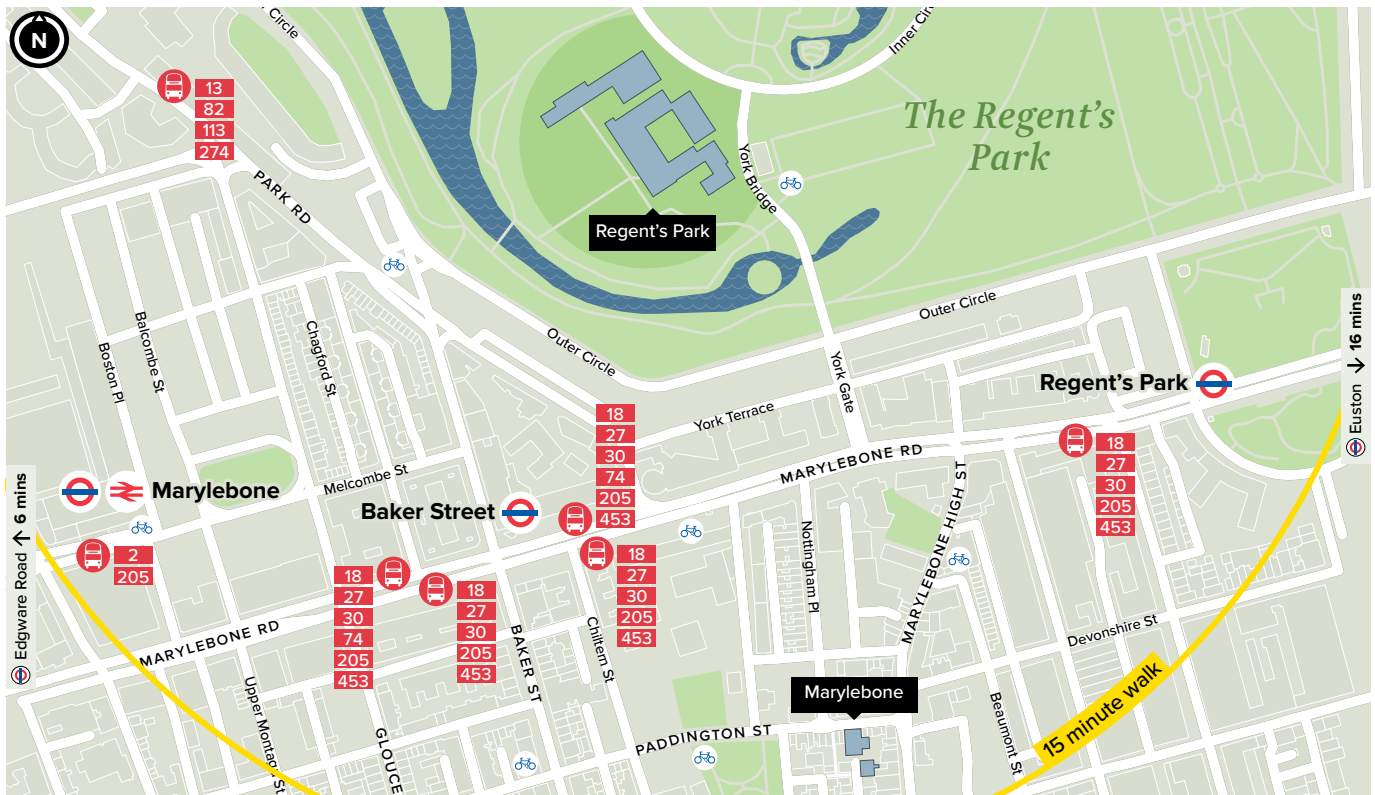 N
Circle
Inner Cir
13
82
113
274
The Regent's
Park
PARK RD
York Bridge
Regent's Park
Outer Circle
Outer Circle
Balcombe St
Boston Pl
Chagford St
York Gate
York Terrace
Euston → 16 mins
Regent's Park
18
27
30
205
453
18
27
30
74
205
453
MARYLEBONE RD
Melcombe St
Marylebone
Baker Street
Edgware Road ↑ 6 mins
2
205
18
27
30
74
205
453
18
27
30
205
453
18
27
30
205
453
Nottingham Pl
MARYLEBONE HIGH ST
MARYLEBONE RD
BAKER ST
Chiltern St
Devonshire St
Upper Montagu St
GLOUCE
Marylebone
PADDINGTON ST
Beaumont St
15 minute walk